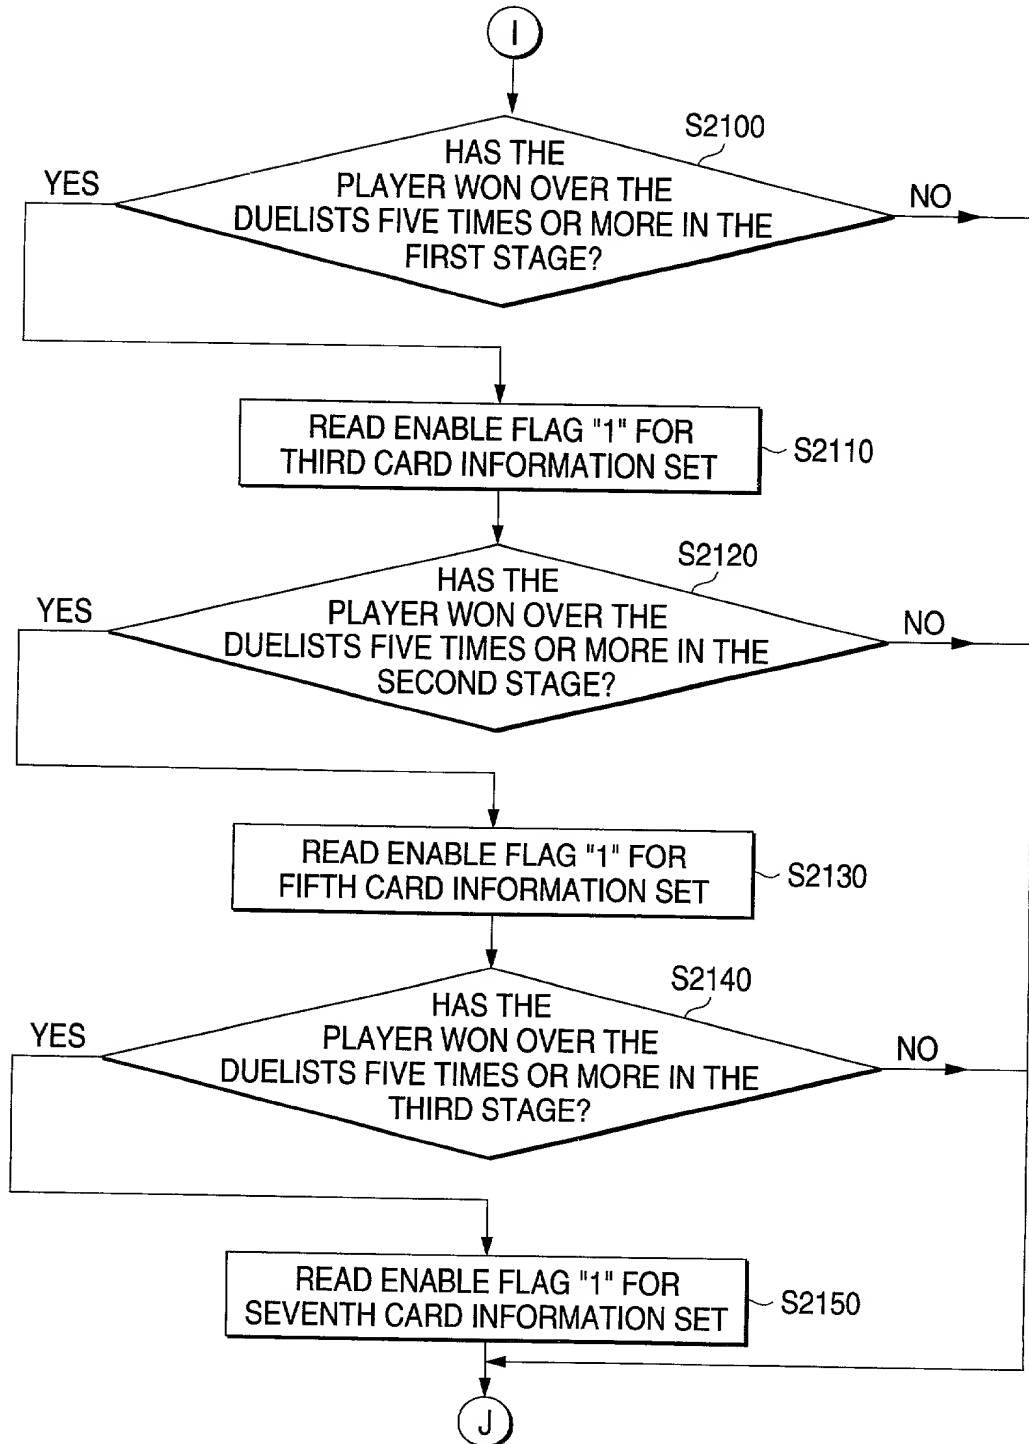 I
S2100
HAS THE
PLAYER WON OVER THE
DUELISTS FIVE TIMES OR MORE IN THE
FIRST STAGE?
YES
NO
READ ENABLE FLAG "1" FOR
THIRD CARD INFORMATION SET
S2110
S2120
HAS THE
PLAYER WON OVER THE
DUELISTS FIVE TIMES OR MORE IN THE
SECOND STAGE?
YES
NO
READ ENABLE FLAG "1" FOR
FIFTH CARD INFORMATION SET
S2130
S2140
HAS THE
PLAYER WON OVER THE
DUELISTS FIVE TIMES OR MORE IN THE
THIRD STAGE?
YES
NO
READ ENABLE FLAG "1" FOR
SEVENTH CARD INFORMATION SET
S2150
J